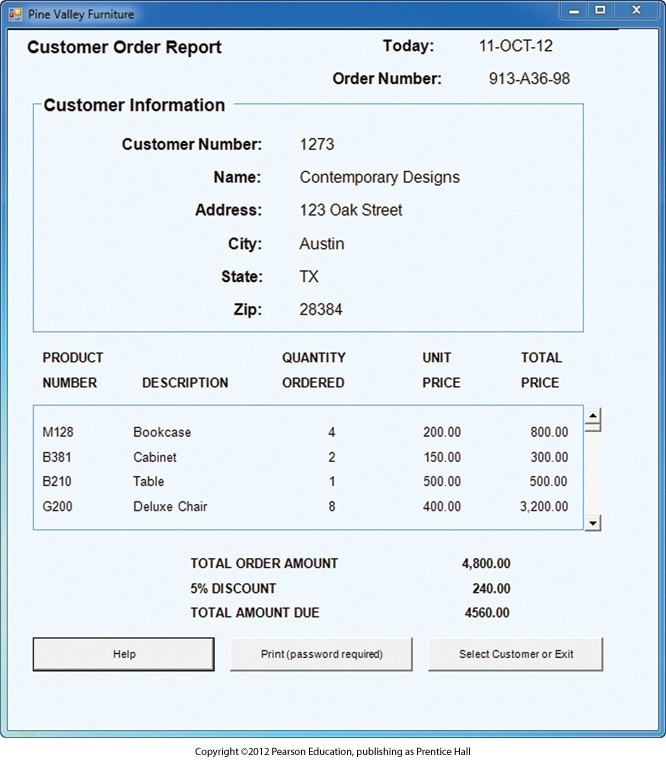 Pine Valley Furniture
Customer Order Report Today: 11-OCT-12
Order Number: 913-A36-98
Customer Information
Customer Number: 1273
Name: Contemporary Designs
Address: 123 Oak Street
City: Austin
State: TX
Zip: 28384
PRODUCT QUANTITY UNIT TOTAL
NUMBER DESCRIPTION ORDERED PRICE PRICE
M128 Bookcase 4 200.00 800.00
B381 Cabinet 2 150.00 300.00
B210 Table 1 500.00 500.00
G200 Deluxe Chair 8 400.00 3,200.00
TOTAL ORDER AMOUNT 4,800.00
5% DISCOUNT 240.00
TOTAL AMOUNT DUE 4560.00
Help Print (password required) Select Customer or Exit
Copyright ©2012 Pearson Education, publishing as Prentice Hall